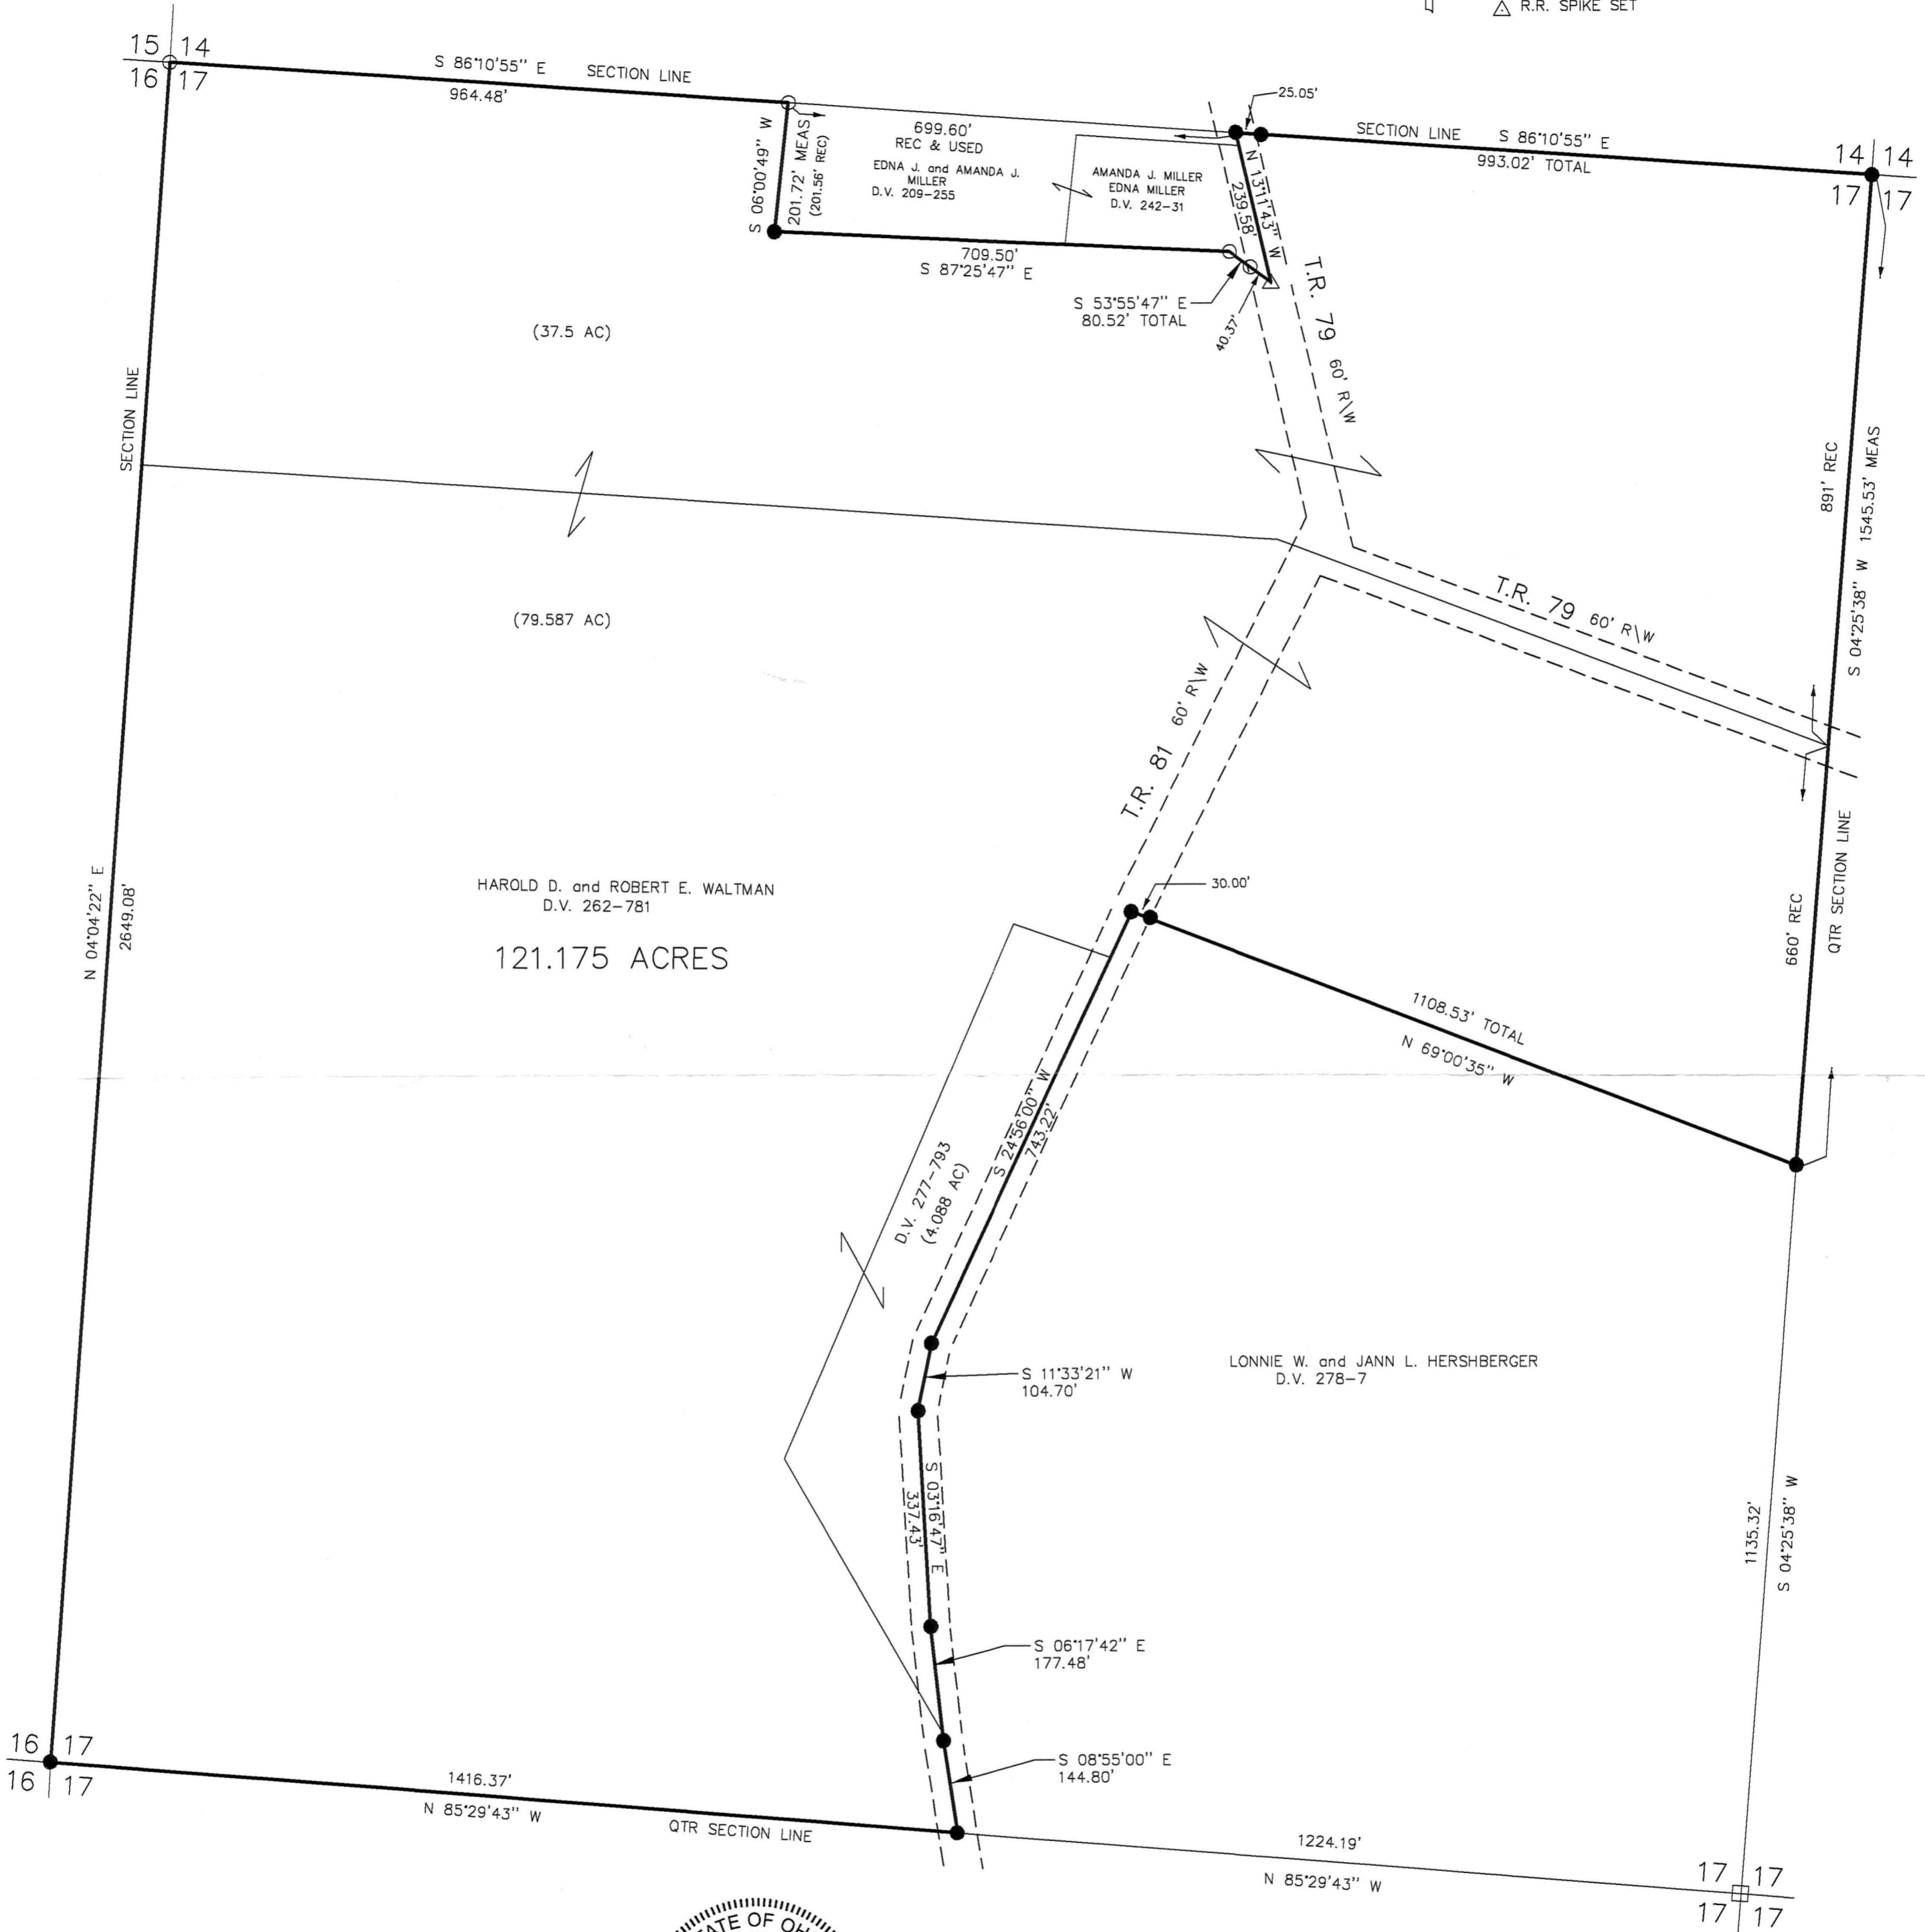 R.R. SPIKE SET
15 14
16 17
S 86°10'55" E SECTION LINE
964.48'
25.05'
SECTION LINE S 86°10'55" E
993.02' TOTAL
14 14
17 17
S 06°00'49" W
201.72' MEAS
(201.56' REC)
699.60'
REC & USED
EDNA J. and AMANDA J.
MILLER
D.V. 209-255
AMANDA J. MILLER
EDNA MILLER
D.V. 242-31
N 13°11'43" W
239.58'
709.50'
S 87°25'47" E
S 53°55'47" E
80.52' TOTAL
40.37'
T.R. 79 60' R\W
(37.5 AC)
SECTION LINE
891' REC
S 04°25'38" W 1545.53' MEAS
(79.587 AC)
T.R. 79 60' R\W
T.R. 81 60' R\W
N 04°04'22" E
2649.08'
HAROLD D. and ROBERT E. WALTMAN
D.V. 262-781
121.175 ACRES
30.00'
660' REC
QTR SECTION LINE
1108.53' TOTAL
N 69°00'35" W
S 24°56'00" W
743.22'
D.V. 277-793
(4.088 AC)
LONNIE W. and JANN L. HERSHBERGER
D.V. 278-7
S 11°33'21" W
104.70'
S 03°16'47" E
337.43'
1135.32'
S 04°25'38" W
S 06°17'42" E
177.48'
S 08°55'00" E
144.80'
16 17
16 17
1416.37'
N 85°29'43" W
QTR SECTION LINE
1224.19'
N 85°29'43" W
17 17
17 17
ATE OF OH